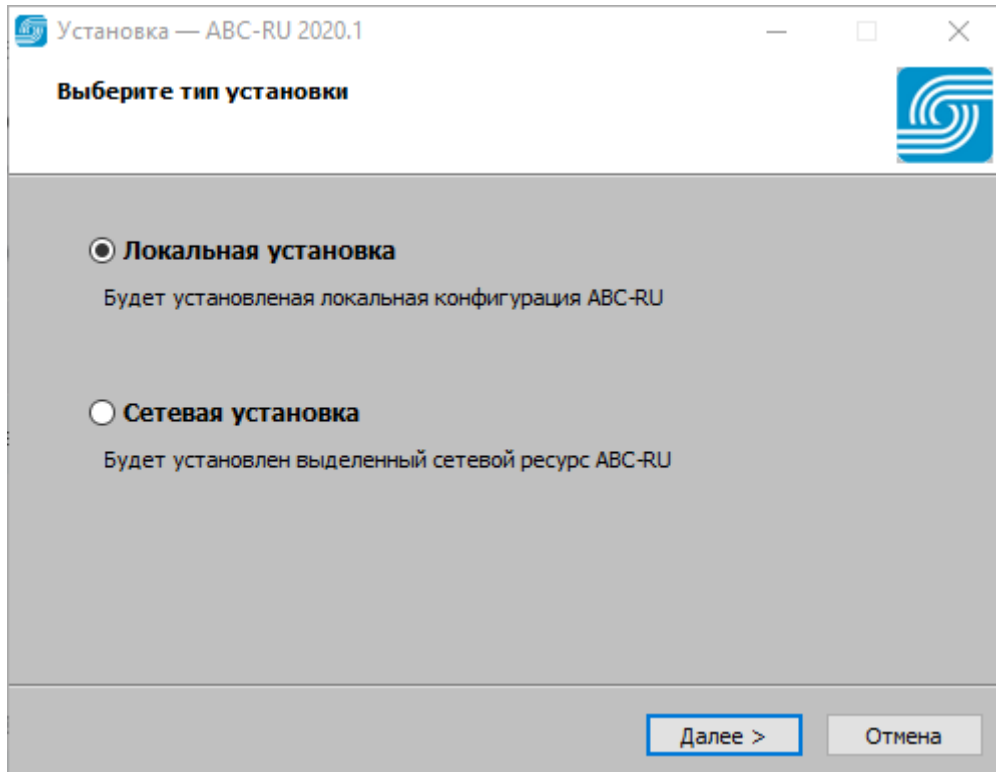 Установка — ABC-RU 2020.1
Выберите тип установки
Локальная установка
Будет установленая локальная конфигурация ABC-RU
Сетевая установка
Будет установлен выделенный сетевой ресурс ABC-RU
Далее >
Отмена